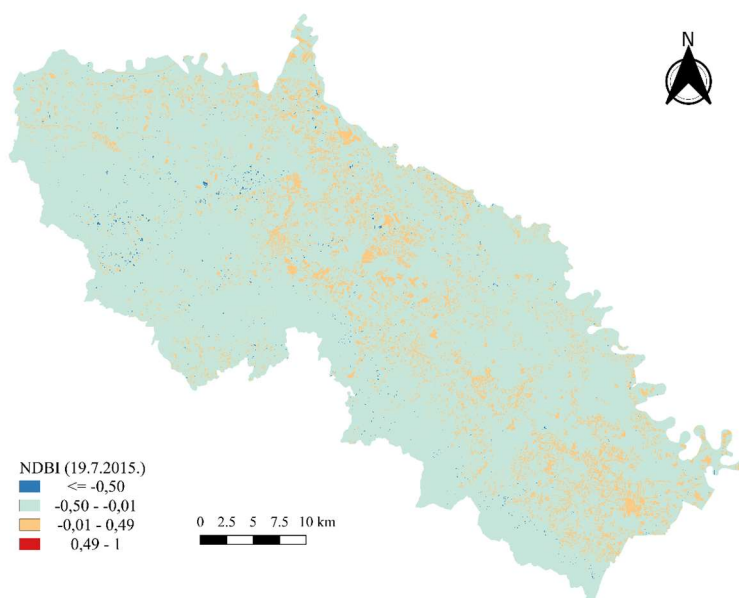 N
NDBI (19.7.2015.)
<= -0,50
-0,50 - -0,01
-0,01 - 0,49
0,49 - 1
0 2.5 5 7.5 10 km